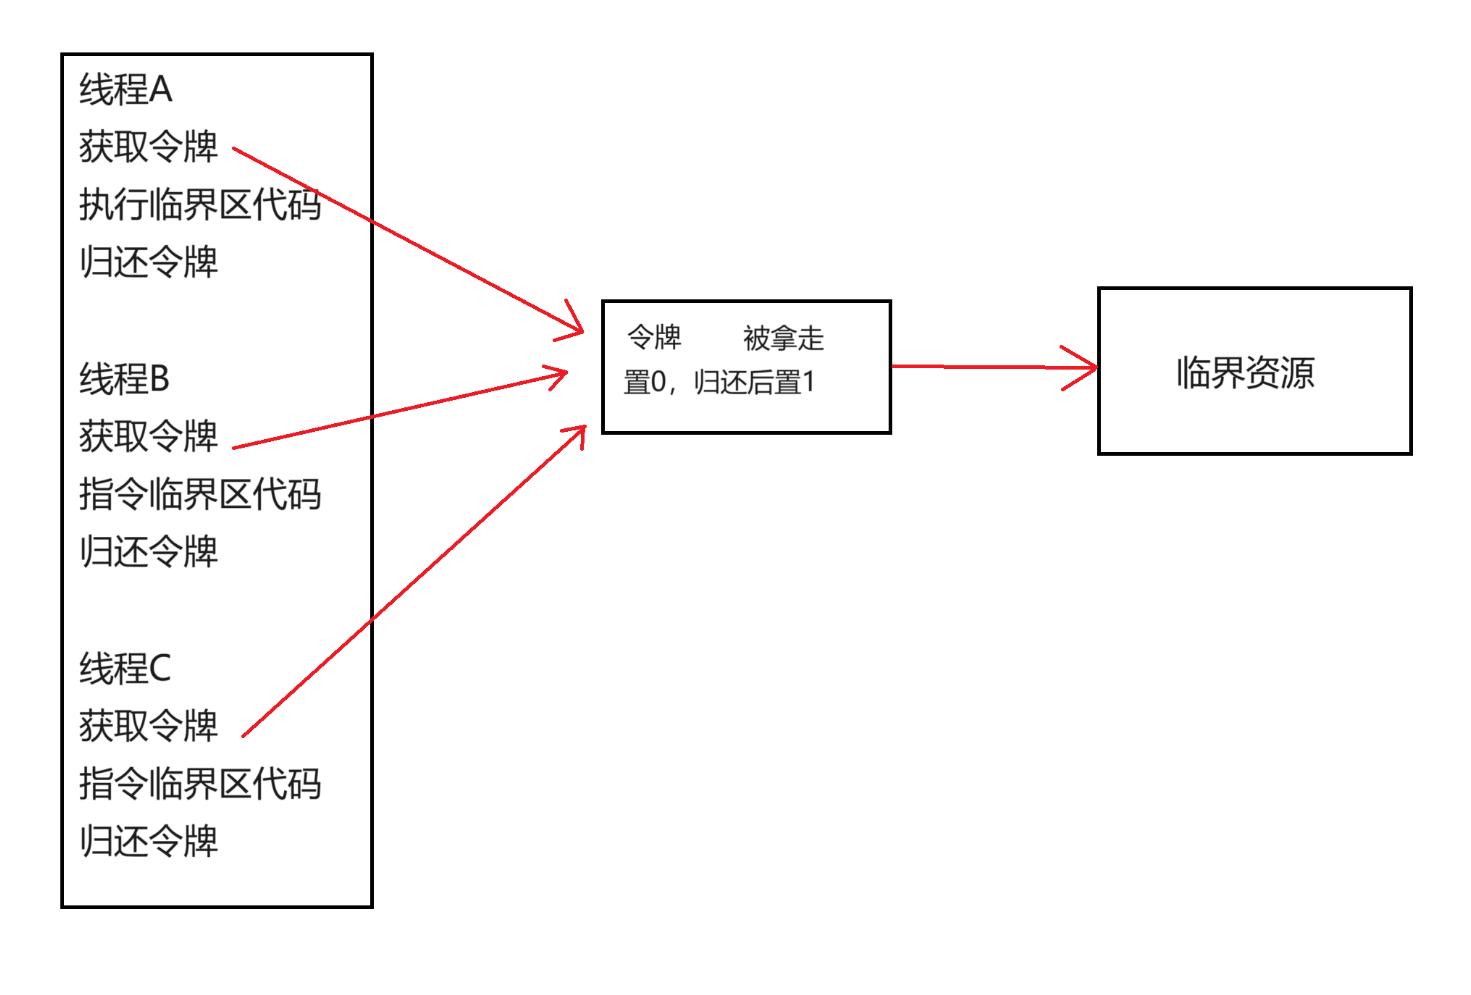 线程A
获取令牌
执行临界区代码
归还令牌
线程B
获取令牌
指令临界区代码
归还令牌
线程C
获取令牌
指令临界区代码
归还令牌
令牌 被拿走
置0，归还后置1
临界资源